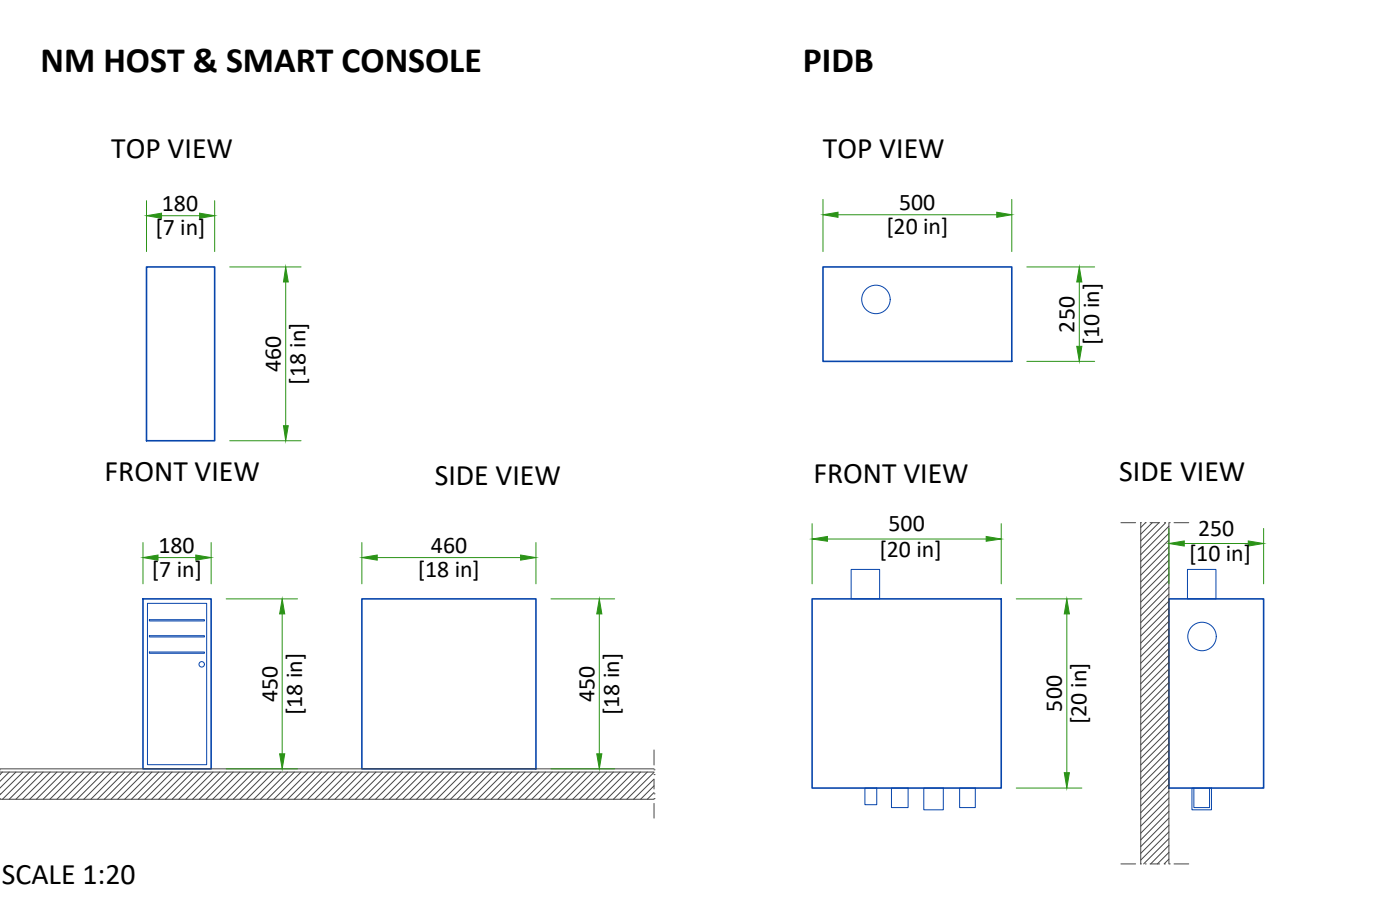 NM HOST & SMART CONSOLE
TOP VIEW
180
[7 in]
460
[18 in]
FRONT VIEW
SIDE VIEW
180
[7 in]
460
[18 in]
450
[18 in]
450
[18 in]
SCALE 1:20
PIDB
TOP VIEW
500
[20 in]
250
[10 in]
FRONT VIEW
SIDE VIEW
500
[20 in]
250
[10 in]
500
[20 in]